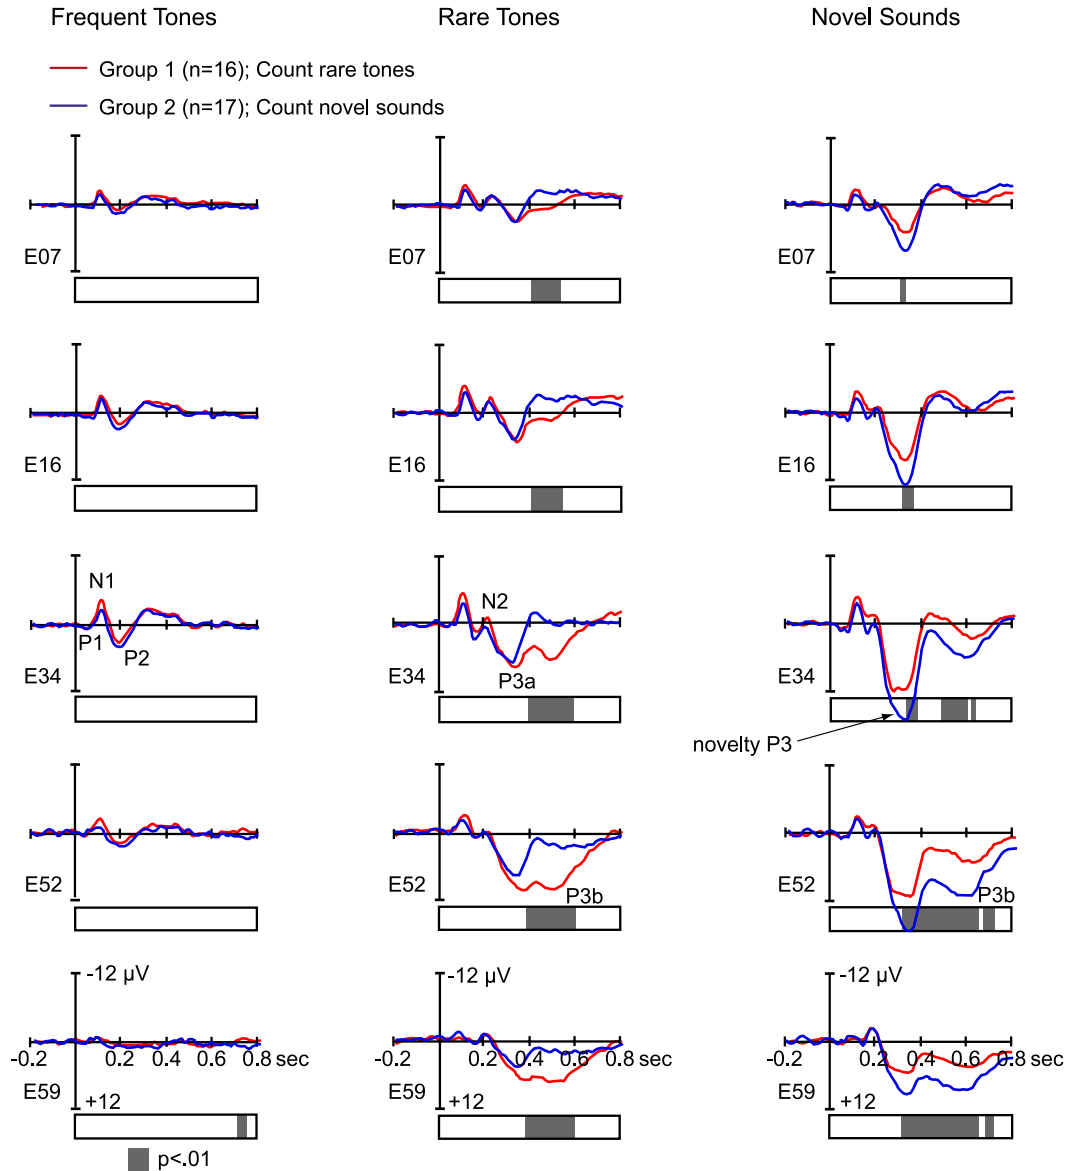 Frequent Tones
Rare Tones
Novel Sounds
Group 1 (n=16); Count rare tones
Group 2 (n=17); Count novel sounds
E07
E07
E07
E16
E16
E16
N1
P1
P2
E34
N2
P3a
E34
E34
novelty P3
E52
P3b
E52
P3b
E52
-12 µV
-12 µV
-12 µV
-0.2 0.2 0.6 0.8 sec
-0.2 0.2 0.4 0.6 0.8 sec
-0.2 0.2 0.4 0.6 0.8 sec
E59
+12
E59
+12
E59
+12
p<.01